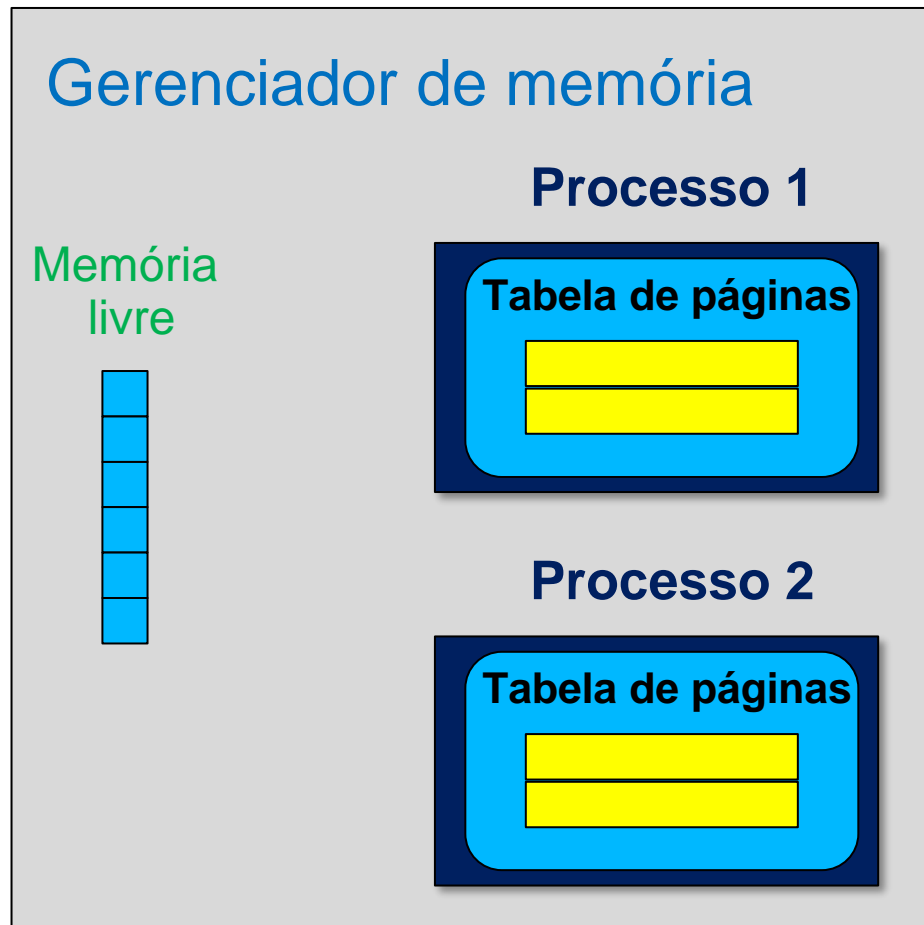 Gerenciador de memória
Processo 1
Memória
livre
Tabela de páginas
Processo 2
Tabela de páginas